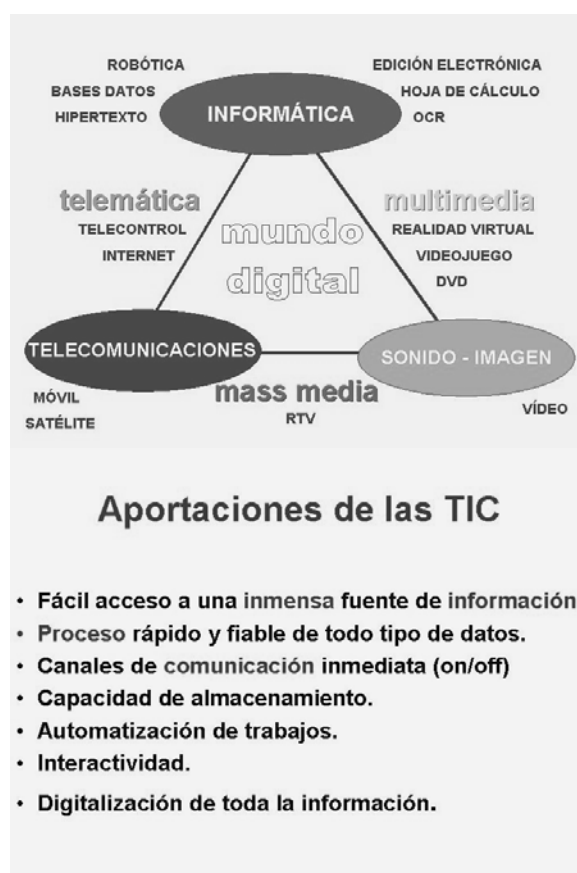 ROBÓTICA
BASES DATOS
HIPERTEXTO
INFORMÁTICA
EDICIÓN ELECTRÓNICA
HOJA DE CÁLCULO
OCR
telemática
TELECONTROL
INTERNET
mundo
digital
multimedia
REALIDAD VIRTUAL
VIDEOJUEGO
DVD
TELECOMUNICACIONES
SONIDO - IMAGEN
MÓVIL
SATÉLITE
mass media
RTV
VÍDEO
Aportaciones de las TIC
• Fácil acceso a una inmensa fuente de información
• Proceso rápido y fiable de todo tipo de datos.
• Canales de comunicación inmediata (on/off)
• Capacidad de almacenamiento.
• Automatización de trabajos.
• Interactividad.
• Digitalización de toda la información.